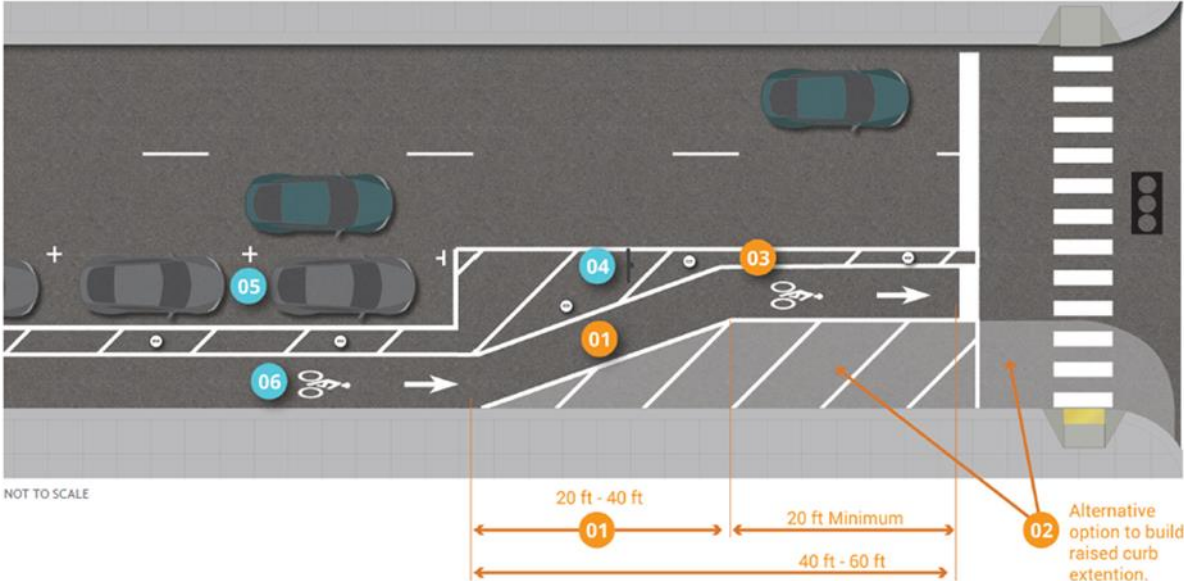 04
03
05
01
06
NOT TO SCALE
20 ft - 40 ft
01
20 ft Minimum
40 ft - 60 ft
02
Alternative
option to build
raised curb
extention.